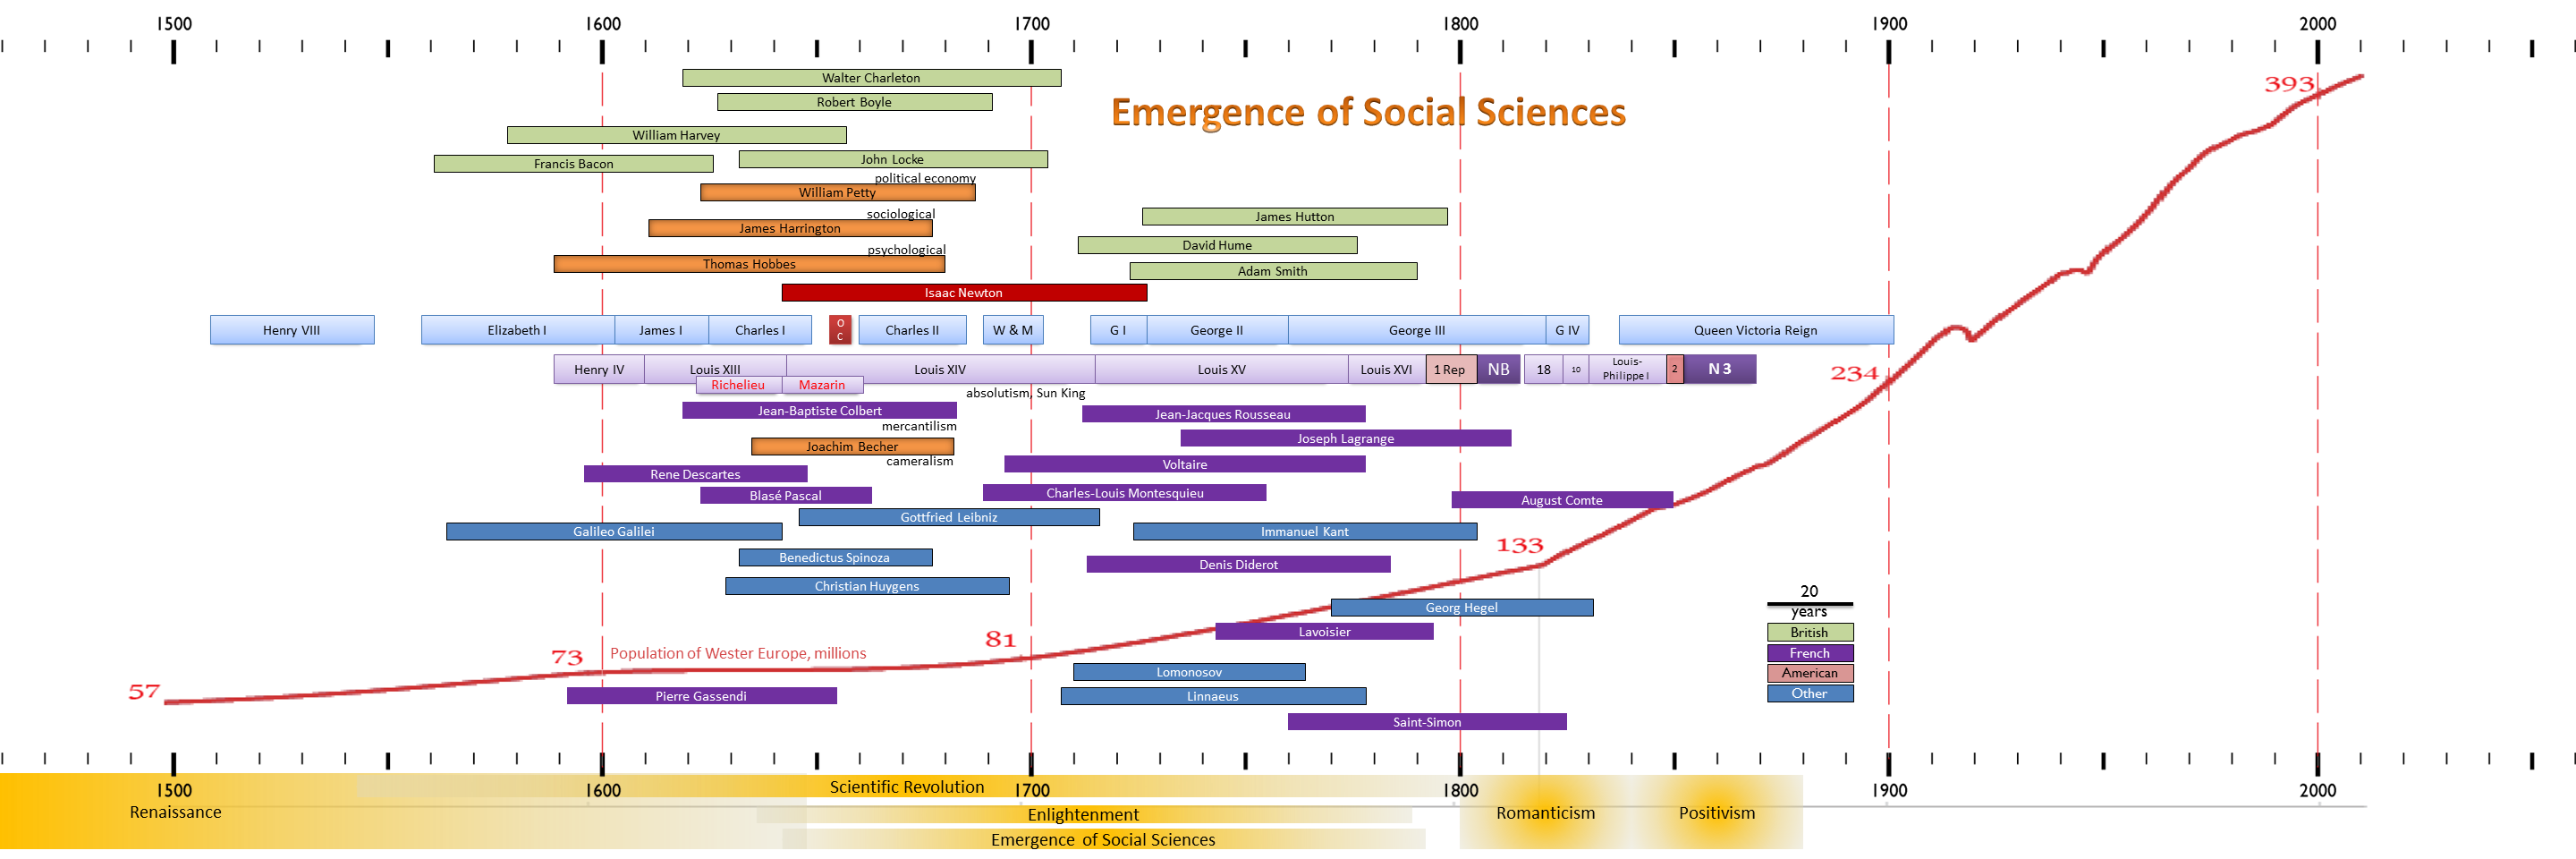 1500 1600 1700 1800 1900 2000
Emergence of Social Sciences
393
Walter Charleton
Robert Boyle
William Harvey
John Locke
Francis Bacon
political economy
William Petty
sociological
James Hutton
James Harrington
psychological
David Hume
Thomas Hobbes
Adam Smith
Isaac Newton
Henry VIII Elizabeth I James I Charles I O C Charles II W & M G I George II George III G IV Queen Victoria Reign
Henry IV Louis XIII Louis XIV Louis XV Louis XVI 1 Rep NB 18 10 Louis-
Philippe I 2 N 3
234
Richelieu Mazarin
absolutism, Sun King
Jean-Baptiste Colbert
Jean-Jacques Rousseau
mercantilism
Joseph Lagrange
Joachim Becher
cameralism
Voltaire
Rene Descartes
Blasé Pascal
Charles-Louis Montesquieu
August Comte
Gottfried Leibniz
Galileo Galilei
Immanuel Kant
133
Benedictus Spinoza
Denis Diderot
Christian Huygens
20
years
Georg Hegel
British
Lavoisier
81
73
Population of Wester Europe, millions
French
American
Lomonosov
57
Other
Pierre Gassendi
Linnaeus
Saint-Simon
Scientific Revolution
1500 1600 1700 1800 1900 2000
Renaissance
Enlightenment
Romanticism
Positivism
Emergence of Social Sciences